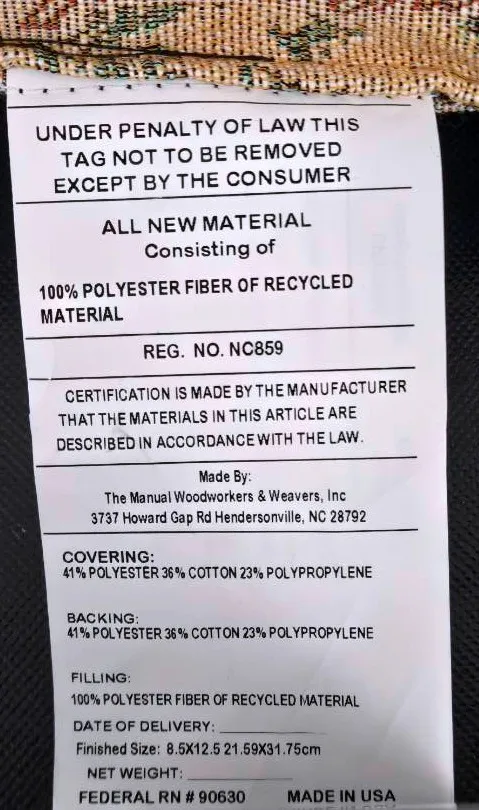 UNDER PENALTY OF LAW THIS
TAG NOT TO BE REMOVED
EXCEPT BY THE CONSUMER
ALL NEW MATERIAL
Consisting of
100% POLYESTER FIBER OF RECYCLED
MATERIAL
REG. NO. NC859
CERTIFICATION IS MADE BY THE MANUFACTURER
THAT THE MATERIALS IN THIS ARTICLE ARE
DESCRIBED IN ACCORDANCE WITH THE LAW.
Made By:
The Manual Woodworkers & Weavers, Inc
3737 Howard Gap Rd Hendersonville, NC 28792
COVERING:
41% POLYESTER 36% COTTON 23% POLYPROPYLENE
BACKING:
41% POLYESTER 36% COTTON 23% POLYPROPYLENE
FILLING:
100% POLYESTER FIBER OF RECYCLED MATERIAL
DATE OF DELIVERY:
Finished Size: 8.5X12.5 21.59X31.75cm
NET WEIGHT:
FEDERAL RN # 90630 MADE IN USA